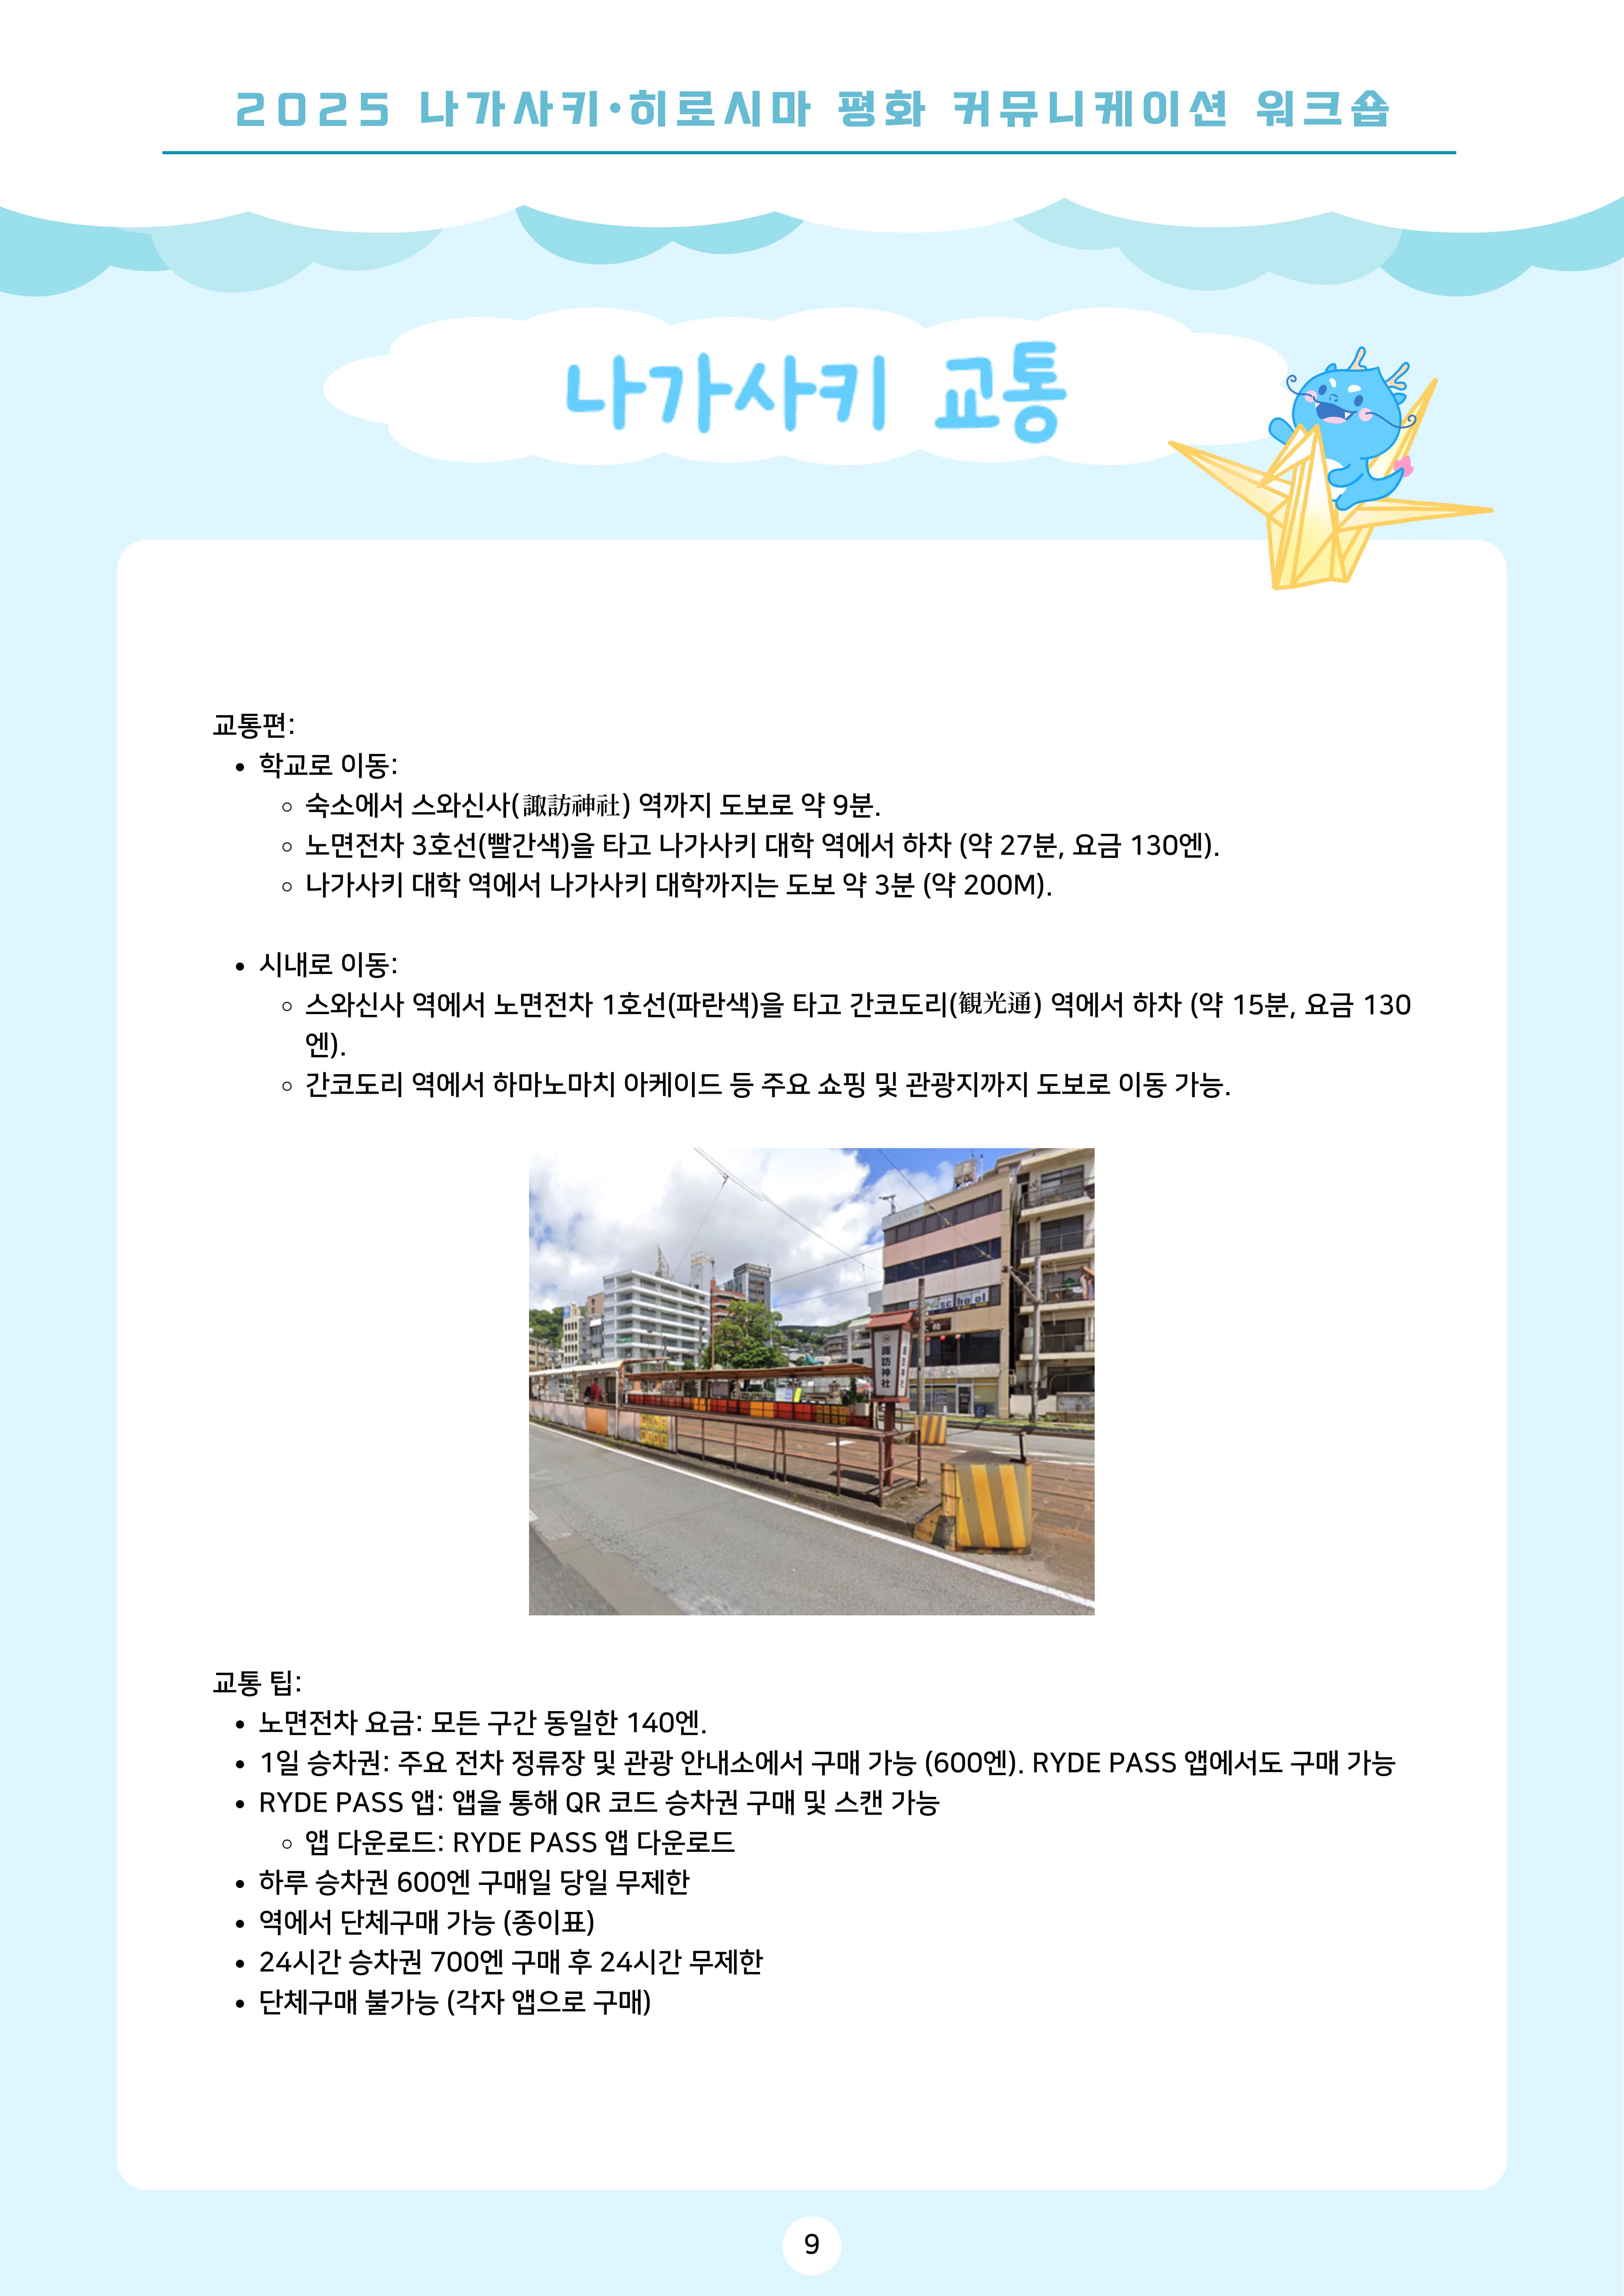 2025 나가사키·히로시마 평화 커뮤니케이션 워크숍
나가사키 교통
교통편:
• 학교로 이동:
◦ 숙소에서 스와신사(諏訪神社) 역까지 도보로 약 9분.
◦ 노면전차 3호선(빨간색)을 타고 나가사키 대학 역에서 하차 (약 27분, 요금 130엔).
◦ 나가사키 대학 역에서 나가사키 대학까지는 도보 약 3분 (약 200M).
• 시내로 이동:
◦ 스와신사 역에서 노면전차 1호선(파란색)을 타고 간코도리(観光通) 역에서 하차 (약 15분, 요금 130
엔).
◦ 간코도리 역에서 하마노마치 아케이드 등 주요 쇼핑 및 관광지까지 도보로 이동 가능.
school
諏訪神社
교통 팁:
• 노면전차 요금: 모든 구간 동일한 140엔.
• 1일 승차권: 주요 전차 정류장 및 관광 안내소에서 구매 가능 (600엔). RYDE PASS 앱에서도 구매 가능
• RYDE PASS 앱: 앱을 통해 QR 코드 승차권 구매 및 스캔 가능
◦ 앱 다운로드: RYDE PASS 앱 다운로드
• 하루 승차권 600엔 구매일 당일 무제한
• 역에서 단체구매 가능 (종이표)
• 24시간 승차권 700엔 구매 후 24시간 무제한
• 단체구매 불가능 (각자 앱으로 구매)
9